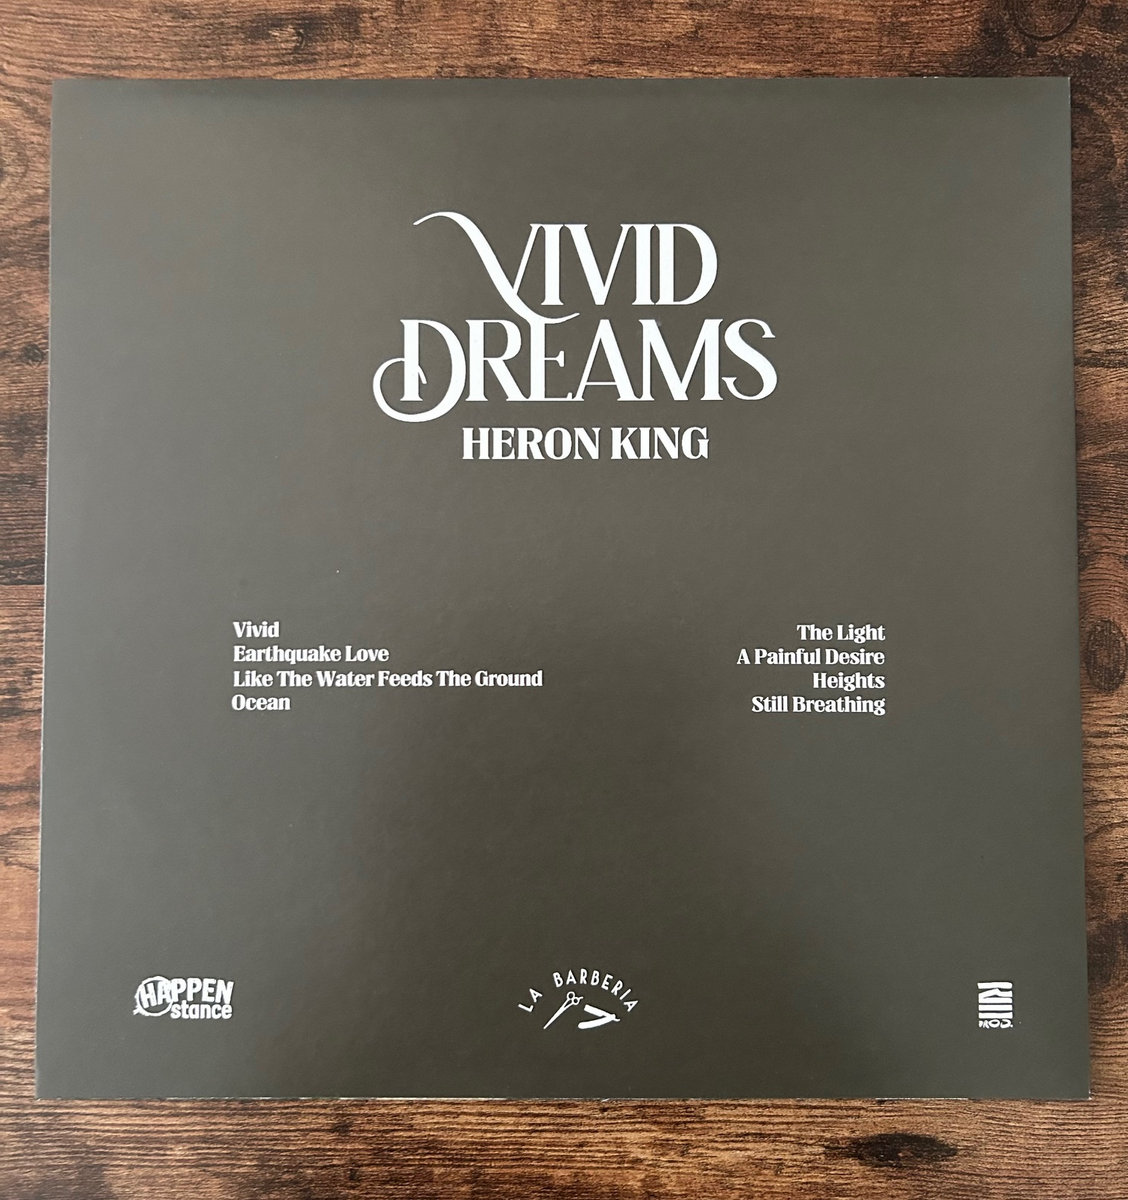 VIVID
DREAMS
HERON KING
Vivid
Earthquake Love
Like The Water Feeds The Ground
Ocean
The Light
A Painful Desire
Heights
Still Breathing
HAPPEN
stance
LA BARBERIA
PROD.